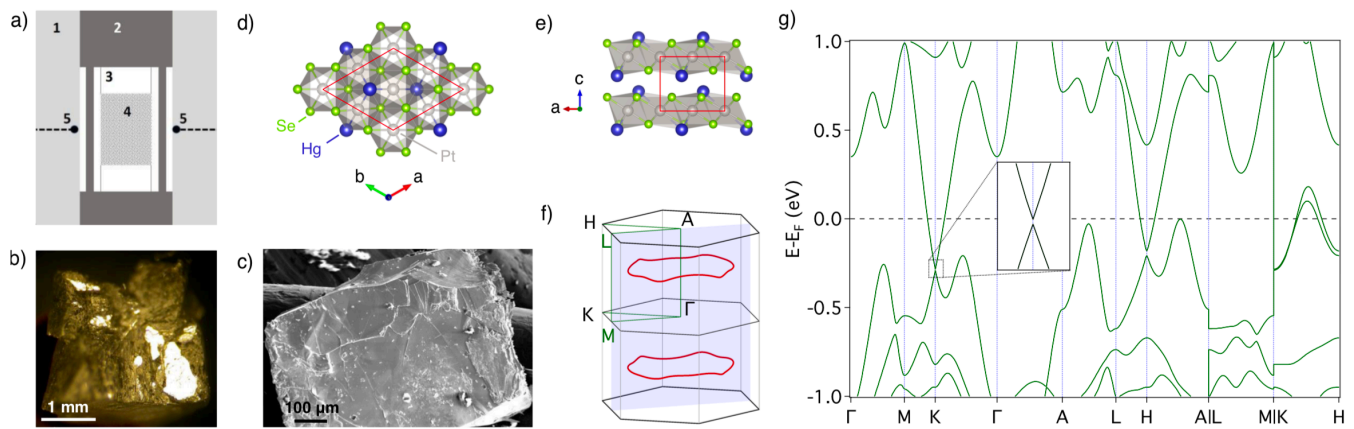 a)
1
2
3
4
5
5
b)
1 mm
c)
100 µm
d)
Se
Hg
Pt
b
a
e)
c
a
f)
H
A
L
K
Γ
M
g)
E-E_F (eV)
1.0
0.5
0.0
-0.5
-1.0
Γ M K Γ A L H A|L M|K H